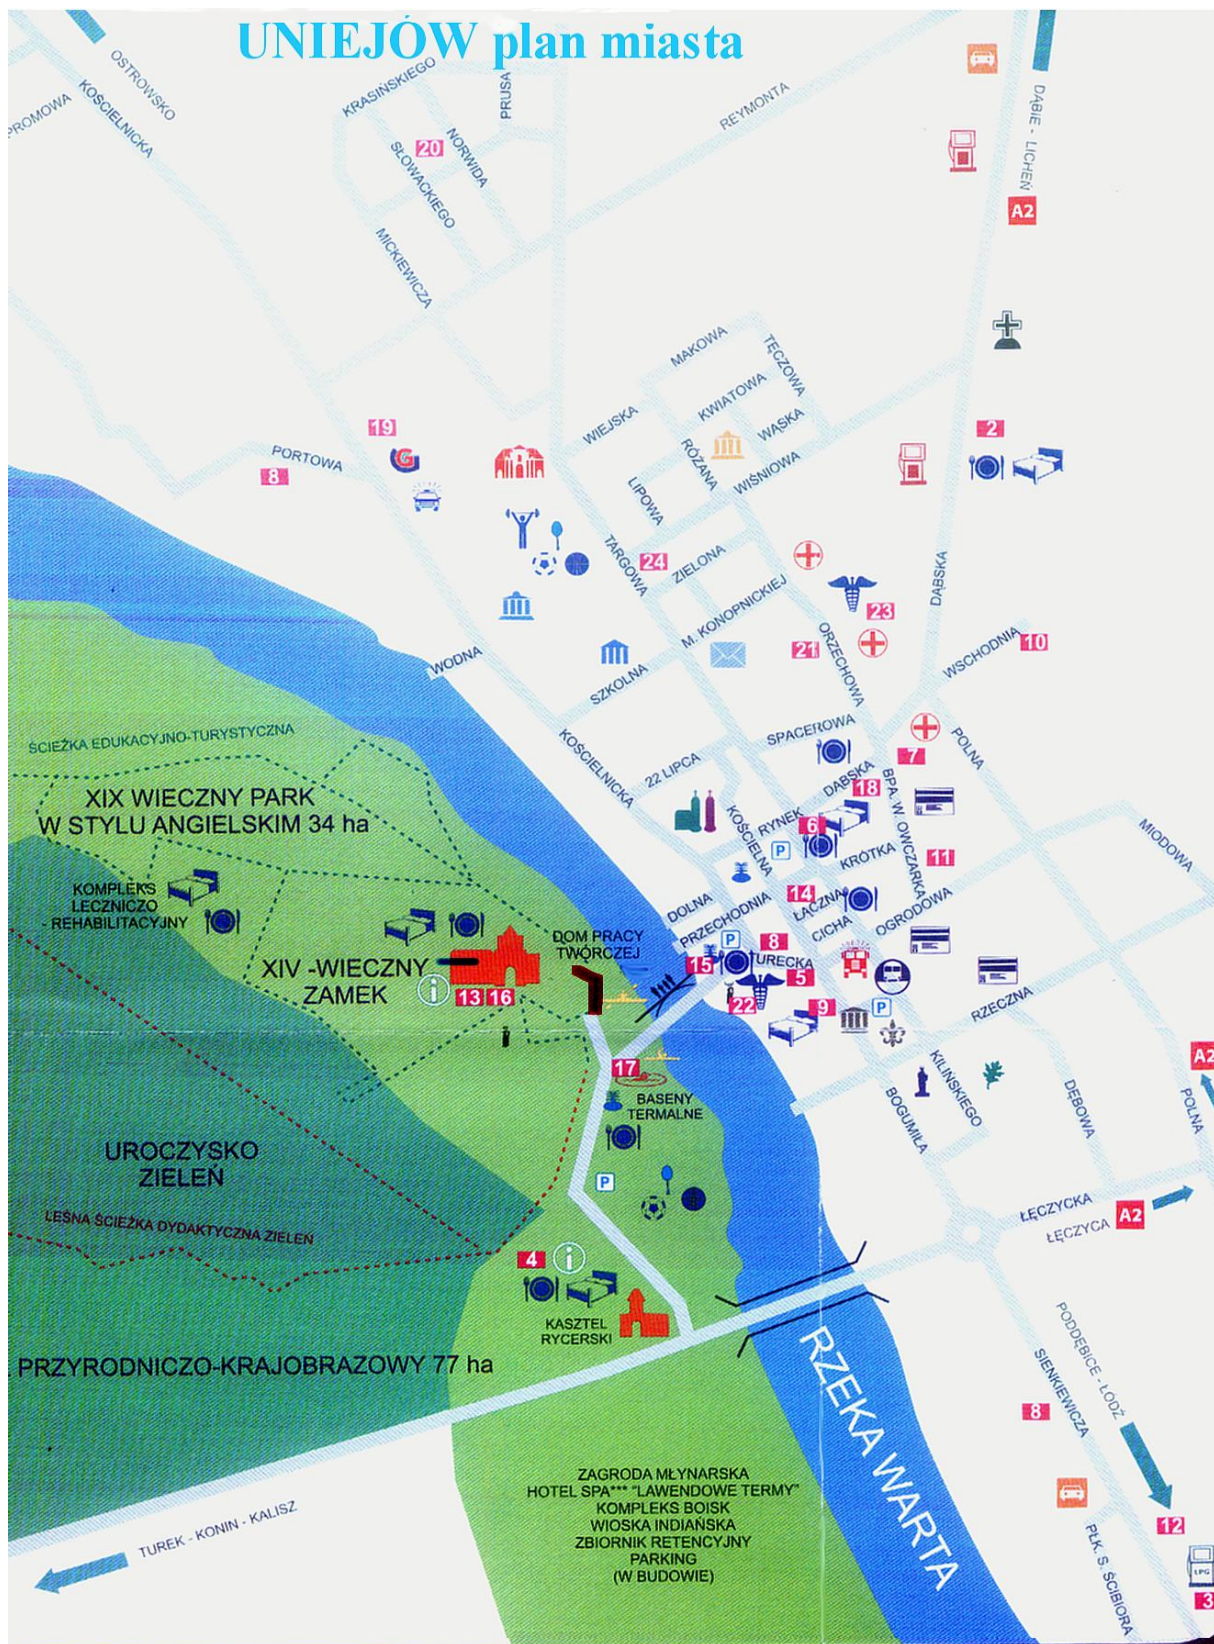 UNIEJÓW plan miasta
OSTROWSKO
KOŚCIELNICKA
PROMOWA
KRASIŃSKIEGO
PRUSA
REYMONTA
DĄBIE - LICHEŃ
A2
20
NORWIDA
SŁOWACKIEGO
MICKIEWICZA
MAKOWA
TĘCZOWA
KWIATOWA
WĄSKA
WIEJSKA
RÓŻANA
WIŚNIOWA
LIPOWA
19
G
PORTOWA
8
2
TARGOWA
24
ZIELONA
M. KONOPNICKIEJ
23
21
ORZECHOWA
DĄBSKA
WSCHODNIA
10
WODNA
SZKOLNA
KOŚCIELNICKA
22 LIPCA
SPACEROWA
7
POLNA
DĄBSKA
18
BPA. W. OWCZARKA
KOŚCIELNA
RYNEK
6
P
KRÓTKA
11
MIODOWA
14
ŁĄCZNA
CICHA
OGRODOWA
DOLNA
PRZECHODNIA
P
8
TURECKA
15
5
22
9
P
RZECZNA
KILIŃSKIEGO
BOGUMIŁA
DĘBOWA
POLNA
A2
ŁĘCZYCKA
ŁĘCZYCA
A2
ŚCIEŻKA EDUKACYJNO-TURYSTYCZNA
XIX WIECZNY PARK
W STYLU ANGIELSKIM 34 ha
KOMPLEKS
LECZNICZO
- REHABILITACYJNY
XIV -WIECZNY
ZAMEK
i
13 16
DOM PRACY
TWÓRCZEJ
17
BASENY
TERMALNE
P
UROCZYSKO
ZIELEŃ
LEŚNA ŚCIEŻKA DYDAKTYCZNA ZIELEŃ
4
i
KASZTEL
RYCERSKI
PRZYRODNICZO-KRAJOBRAZOWY 77 ha
RZEKA WARTA
PODDĘBICE - ŁÓDŹ
SIENKIEWICZA
8
12
PŁK. S. ŚCIBIORA
LPG
3
ZAGRODA MŁYNARSKA
HOTEL SPA*** "LAWENDOWE TERMY"
KOMPLEKS BOISK
WIOSKA INDIAŃSKA
ZBIORNIK RETENCYJNY
PARKING
(W BUDOWIE)
TUREK - KONIN - KALISZ